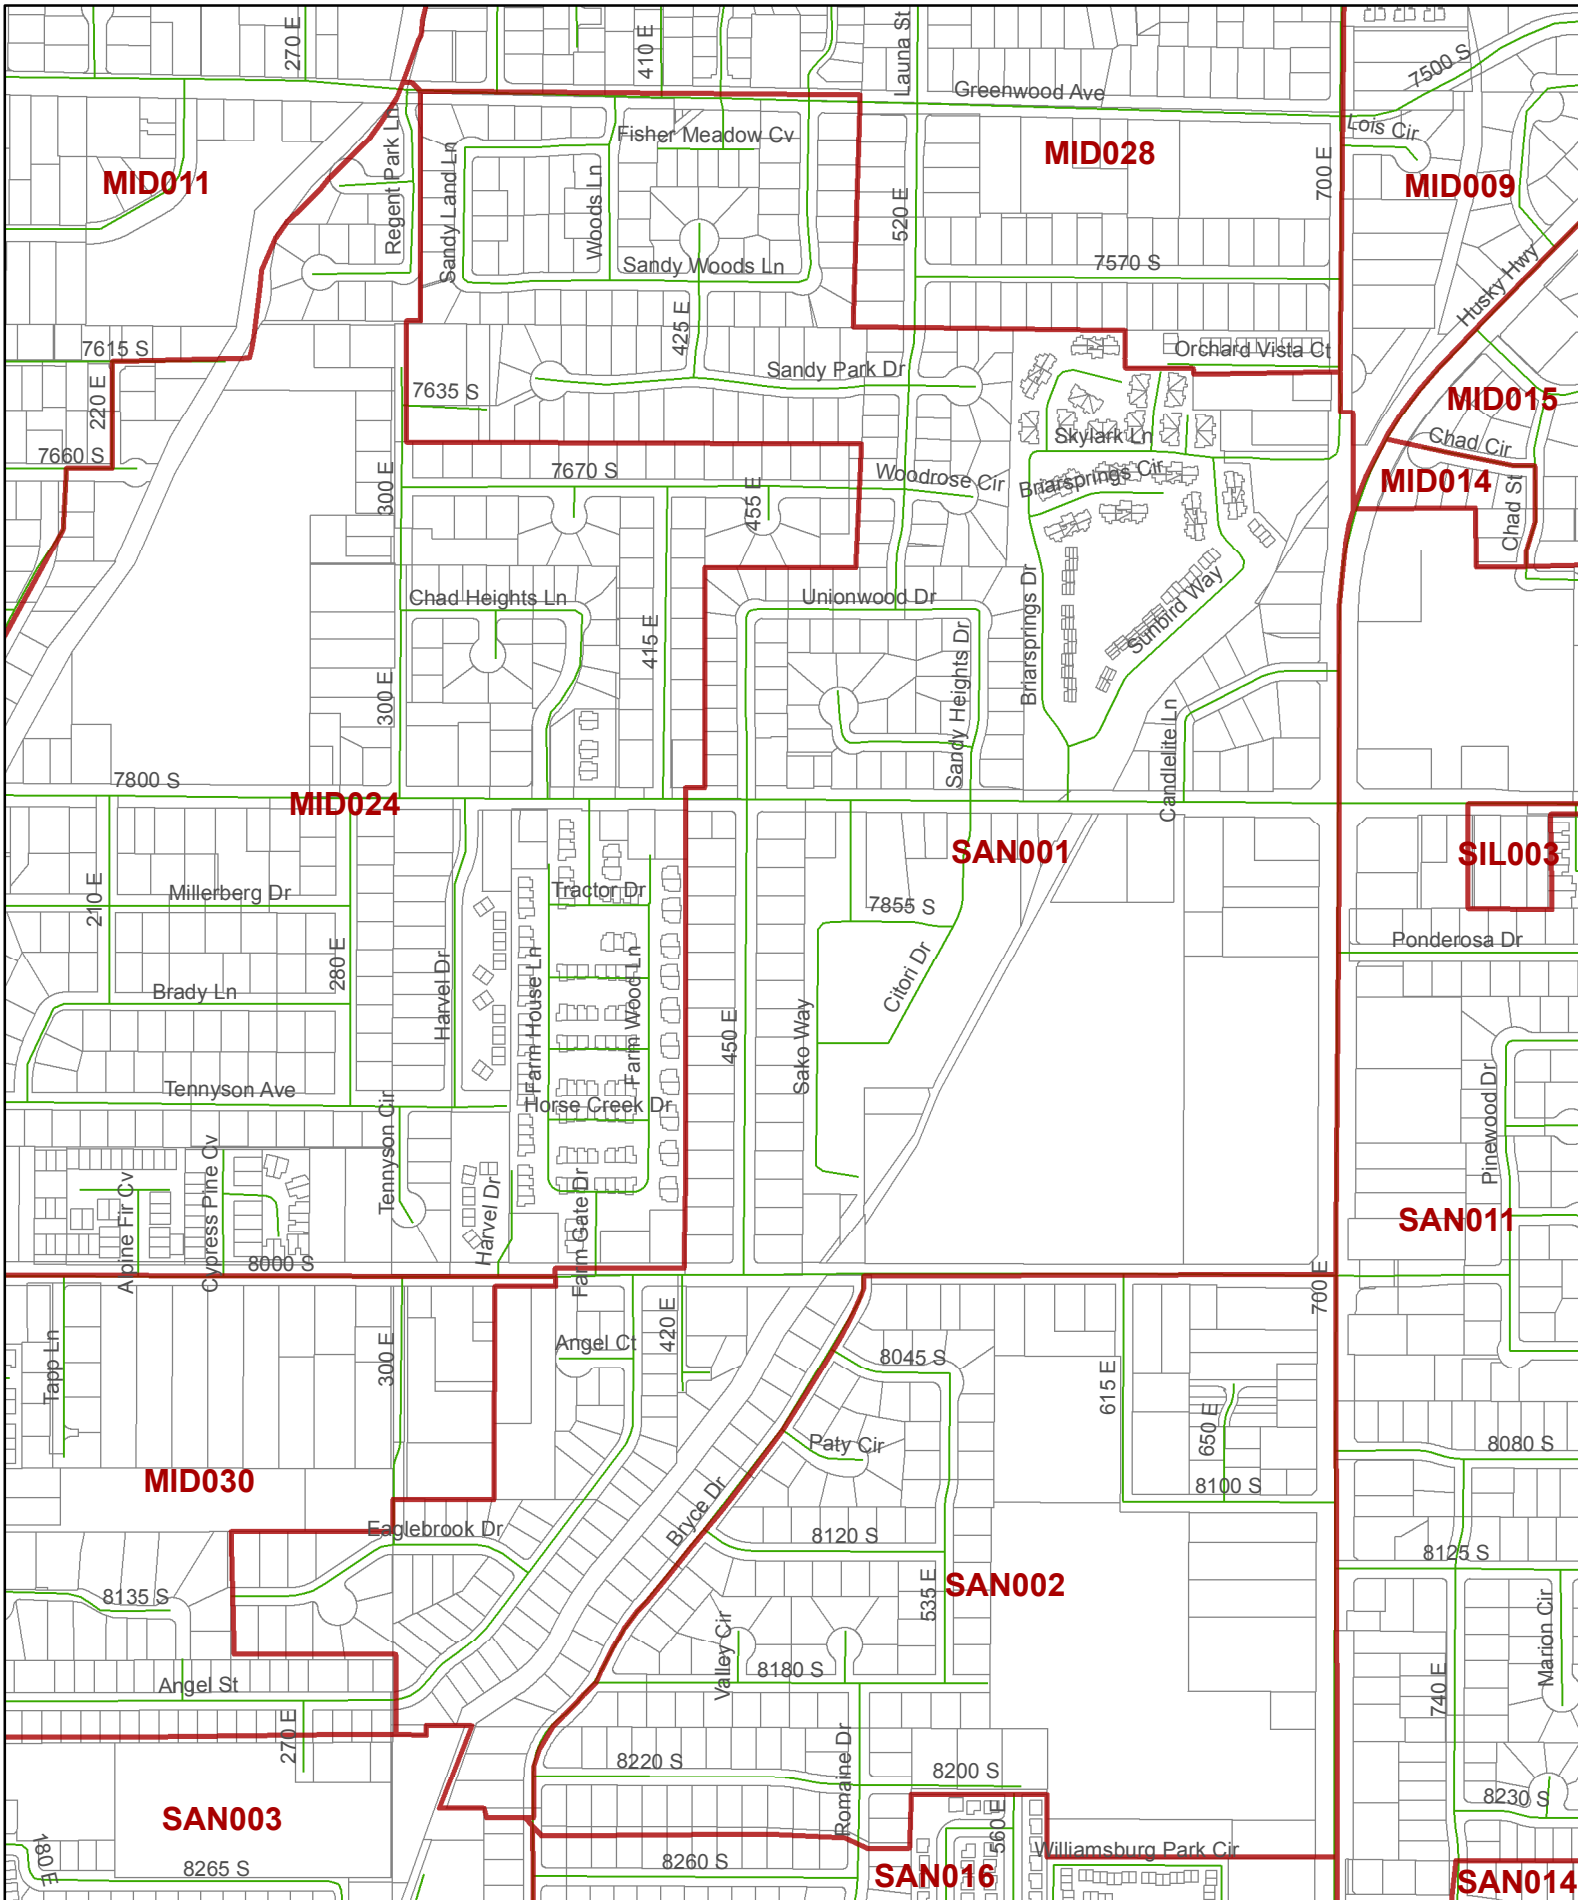 270 E
410 E
Launa St
7500 S
Greenwood Ave
Lois Cir
Fisher Meadow Cv
MID028
MID011
Regent Park Ln
Sandy Land Ln
Woods Ln
520 E
700 E
MID009
Sandy Woods Ln
7570 S
Husky Hwy
425 E
7615 S
Orchard Vista Ct
Sandy Park Dr
220 E
7635 S
MID015
Skylark Ln
Chad Cir
7660 S
300 E
7670 S
455 E
Woodrose Cir
Briarsprings Cir
MID014
Chad St
Chad Heights Ln
415 E
Unionwood Dr
Sandy Heights Dr
Briarsprings Dr
Sunbird Way
300 E
Candlelite Ln
7800 S
MID024
SAN001
SIL003
Millerberg Dr
210 E
Tractor Dr
7855 S
Ponderosa Dr
280 E
Harvel Dr
Farm House Ln
Farm Wood Ln
Citori Dr
Brady Ln
450 E
Sako Way
Tennyson Ave
Horse Creek Dr
Pinewood Dr
Tennyson Cir
Alpine Fir Cv
Cypress Pine Cv
Harvel Dr
Farm Gate Dr
SAN011
8000 S
700 E
Tapp Ln
300 E
Angel Ct
420 E
8045 S
615 E
650 E
Paty Cir
8080 S
MID030
8100 S
Bryce Dr
Eaglebrook Dr
8120 S
8125 S
8135 S
535 E
SAN002
Marion Cir
Valley Cir
8180 S
Angel St
740 E
270 E
8220 S
Romaine Dr
8200 S
8230 S
SAN003
560 E
Williamsburg Park Cir
180 E
8265 S
8260 S
SAN016
SAN014